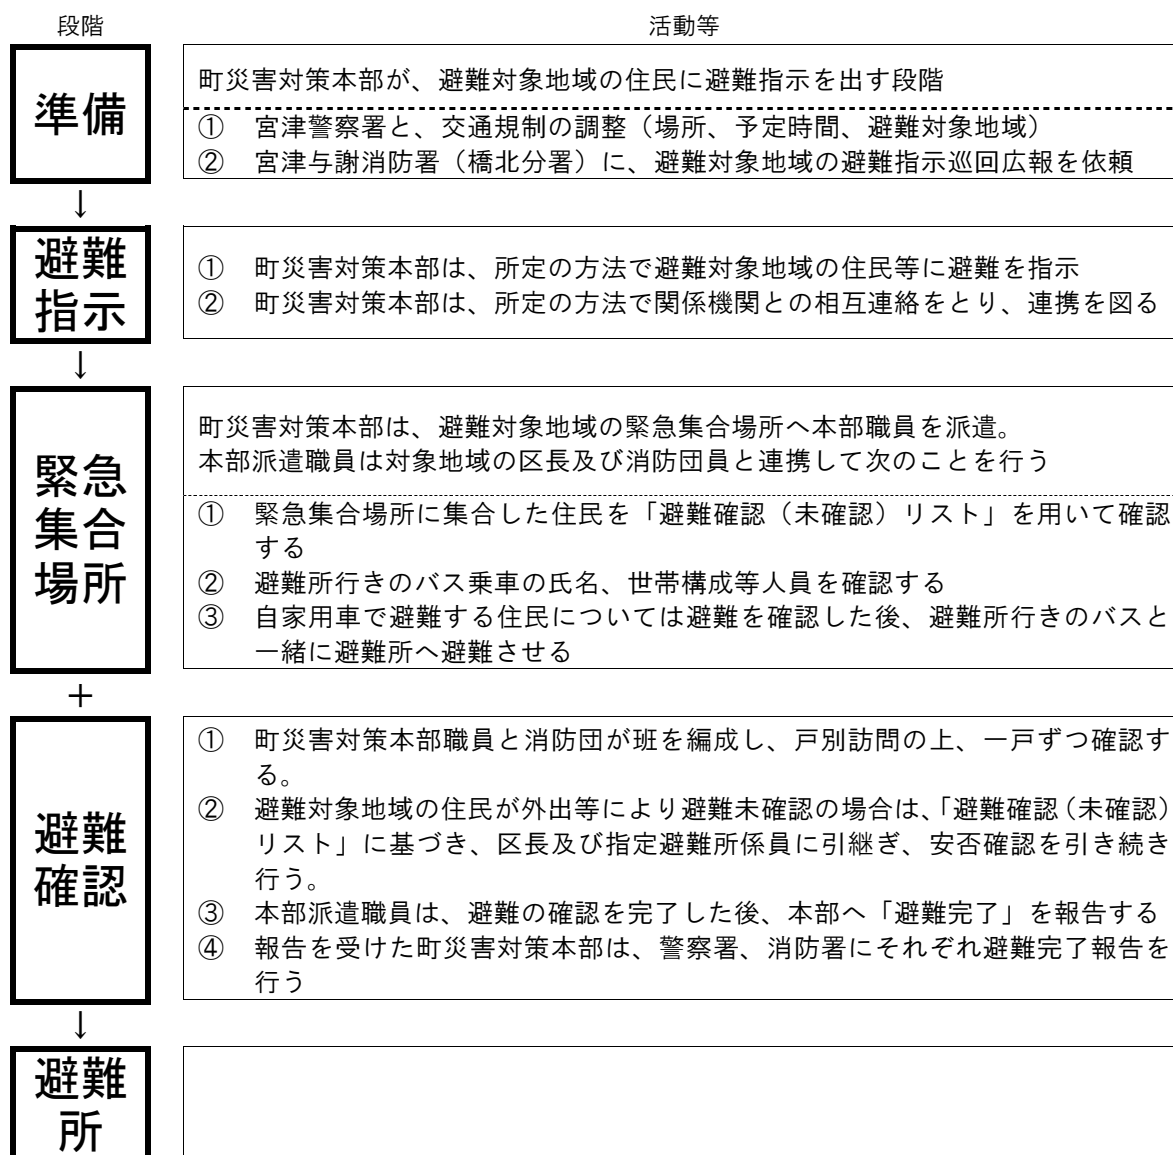 段階
活動等
準備
町災害対策本部が、避難対象地域の住民に避難指示を出す段階
① 宮津警察署と、交通規制の調整（場所、予定時間、避難対象地域）
② 宮津与謝消防署（橋北分署）に、避難対象地域の避難指示巡回広報を依頼
↓
避難
指示
① 町災害対策本部は、所定の方法で避難対象地域の住民等に避難を指示
② 町災害対策本部は、所定の方法で関係機関との相互連絡をとり、連携を図る
↓
緊急
集合
場所
町災害対策本部は、避難対象地域の緊急集合場所へ本部職員を派遣。
本部派遣職員は対象地域の区長及び消防団員と連携して次のことを行う
① 緊急集合場所に集合した住民を「避難確認（未確認）リスト」を用いて確認
する
② 避難所行きのバス乗車の氏名、世帯構成等人員を確認する
③ 自家用車で避難する住民については避難を確認した後、避難所行きのバスと
一緒に避難所へ避難させる
＋
避難
確認
① 町災害対策本部職員と消防団が班を編成し、戸別訪問の上、一戸ずつ確認す
る。
② 避難対象地域の住民が外出等により避難未確認の場合は、「避難確認（未確認）
リスト」に基づき、区長及び指定避難所係員に引継ぎ、安否確認を引き続き
行う。
③ 本部派遣職員は、避難の確認を完了した後、本部へ「避難完了」を報告する
④ 報告を受けた町災害対策本部は、警察署、消防署にそれぞれ避難完了報告を
行う
↓
避難
所